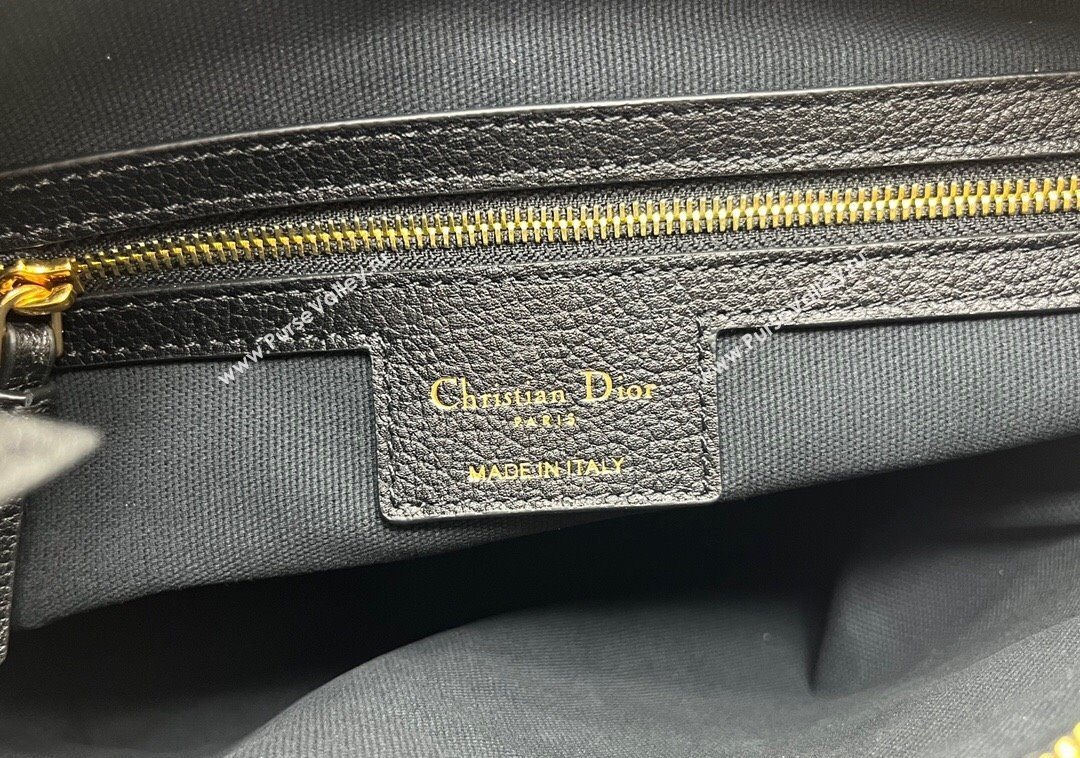 www.PurseValley.ru
www.PurseValley.ru
Christian Dior
PARIS
MADE IN ITALY